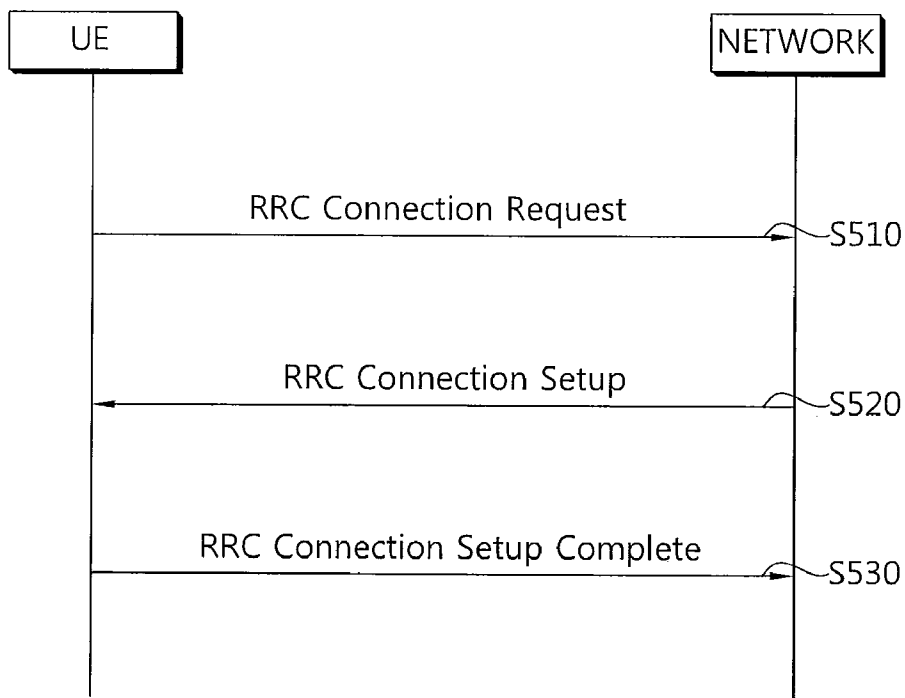 UE
NETWORK
RRC Connection Request
S510
RRC Connection Setup
S520
RRC Connection Setup Complete
S530